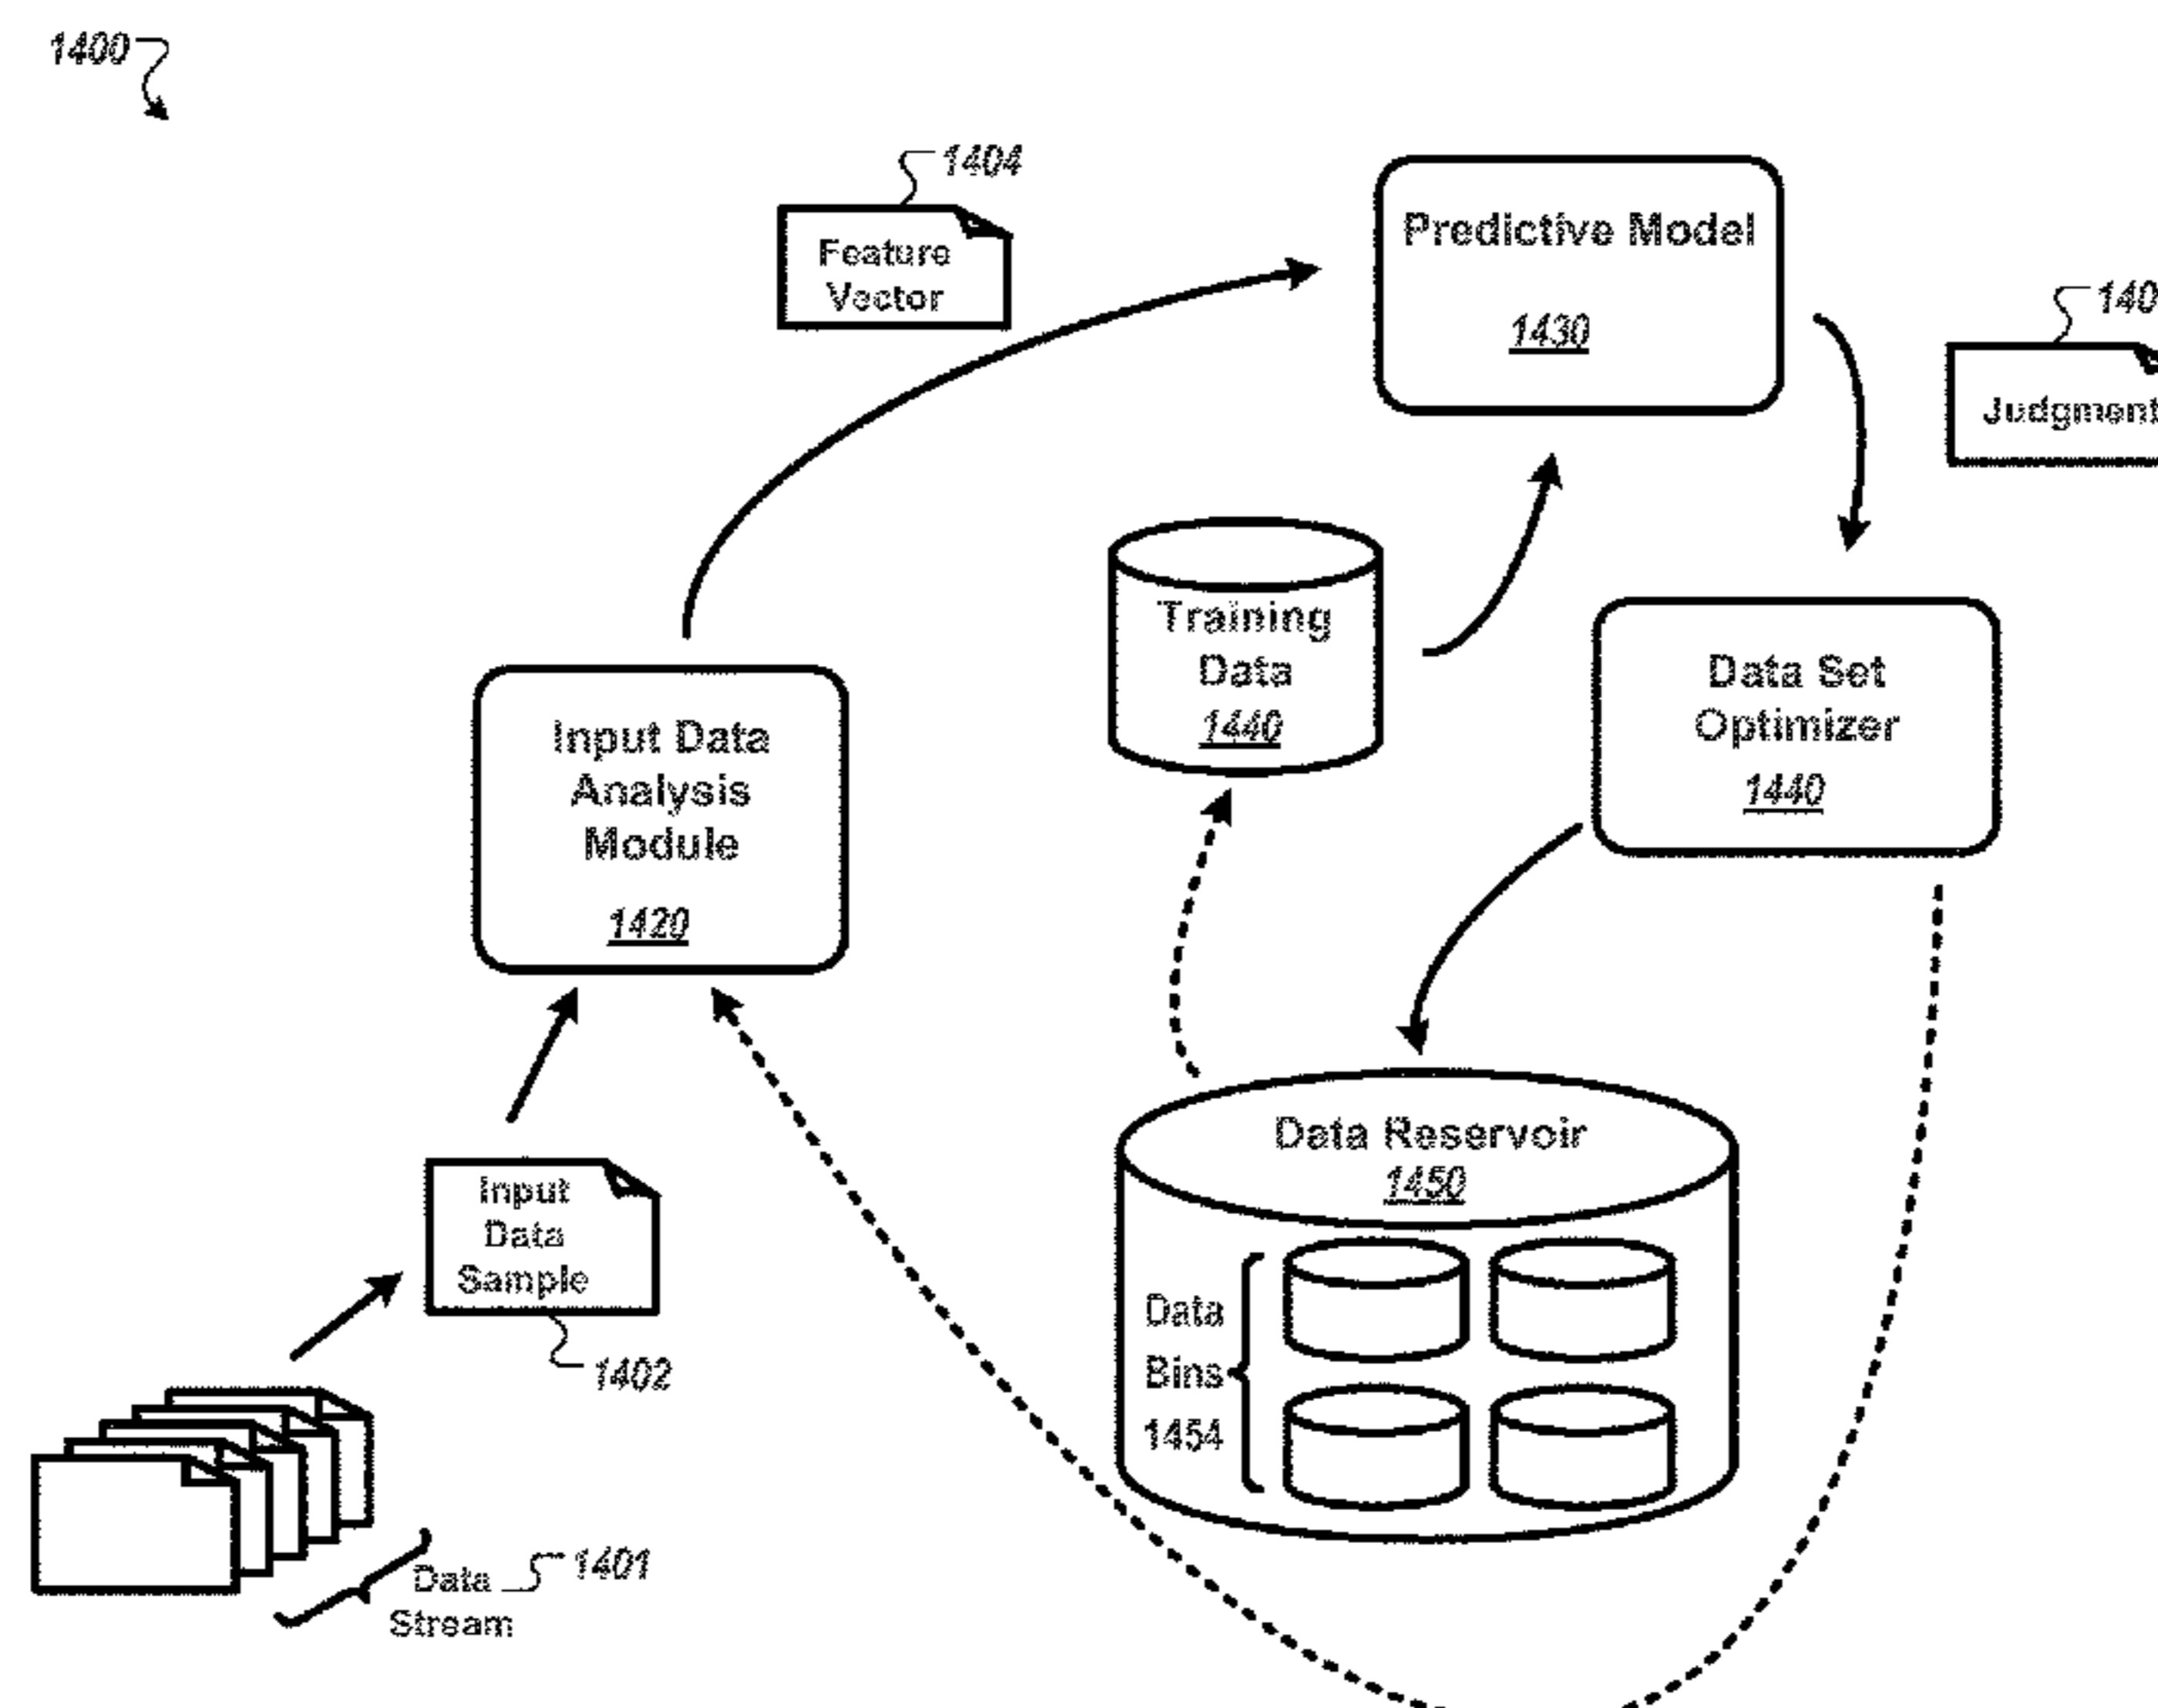 1400
1404
Feature
Vector
Predictive Model
1430
140
Judgment
Training
Data
1440
Data Set
Optimizer
1440
Input Data
Analysis
Module
1420
Data Reservoir
1450
Input
Data
Sample
1402
Data
Bins
1454
Data
Stream
1401